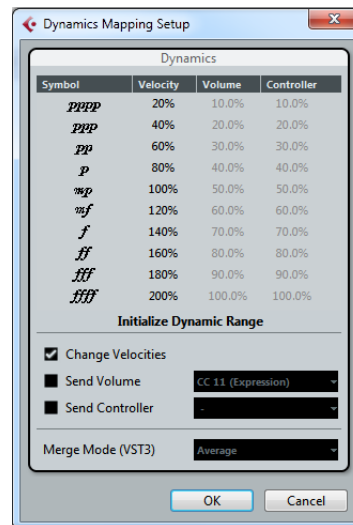 Dynamics Mapping Setup
Dynamics
Symbol Velocity Volume Controller
pppp 20% 10.0% 10.0%
ppp 40% 20.0% 20.0%
pp 60% 30.0% 30.0%
p 80% 40.0% 40.0%
mp 100% 50.0% 50.0%
mf 120% 60.0% 60.0%
f 140% 70.0% 70.0%
ff 160% 80.0% 80.0%
fff 180% 90.0% 90.0%
ffff 200% 100.0% 100.0%
Initialize Dynamic Range
Change Velocities
Send Volume CC 11 (Expression)
Send Controller -
Merge Mode (VST3) Average
OK Cancel